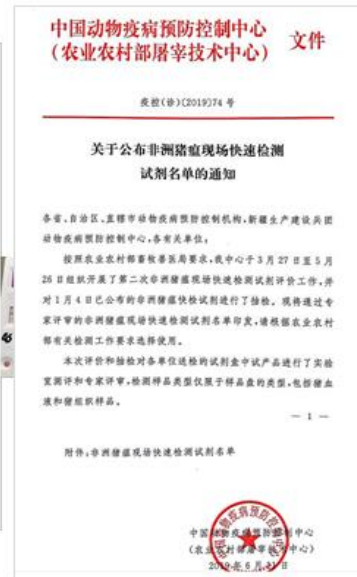 中国动物疫病预防控制中心
（农业农村部屠宰技术中心）
文件
疫控(诊)[2019]74 号
关于公布非洲猪瘟现场快速检测
试剂名单的通知
各省、自治区、直辖市动物疫病预防控制机构,新疆生产建设兵团
动物疫病预防控制中心,各有关单位:
按照农业农村部畜牧兽医局要求,我中心于 3 月 27 日至 5 月
26 日组织开展了第二次非洲猪瘟现场快速检测试剂评价工作,并
对 1 月 4 日已公布的非洲猪瘟快检试剂进行了抽检。现将通过专
家评审的非洲猪瘟现场快速检测试剂名单印发,请根据农业农村
部有关检测工作要求选择使用。
本次评价和抽检对各单位送检的试剂盒中试产品进行了实验
室测评和专家评审,检测样品类型仅限于样品盘的类型,包括猪血
液和猪组织样品。
— 1 —
附件:非洲猪瘟现场快速检测试剂名单
中国动物疫病预防控制中心
(农业农村部屠宰技术中心)
2019 年 6 月 21 日